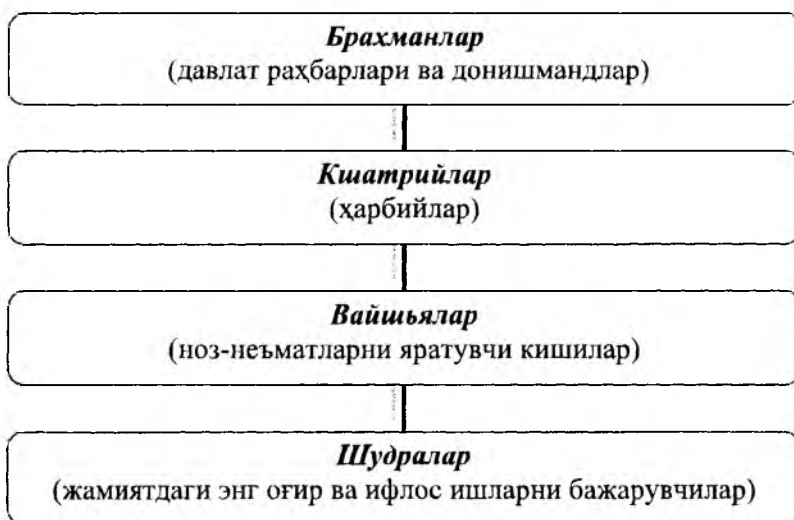 Брахманлар
(давлат раҳбарлари ва донишмандлар)
Кшатрийлар
(ҳарбийлар)
Вайшьялар
(ноз-неъматларни яратувчи кишилар)
Шудралар
(жамиятдаги энг оғир ва ифлос ишларни бажарувчилар)